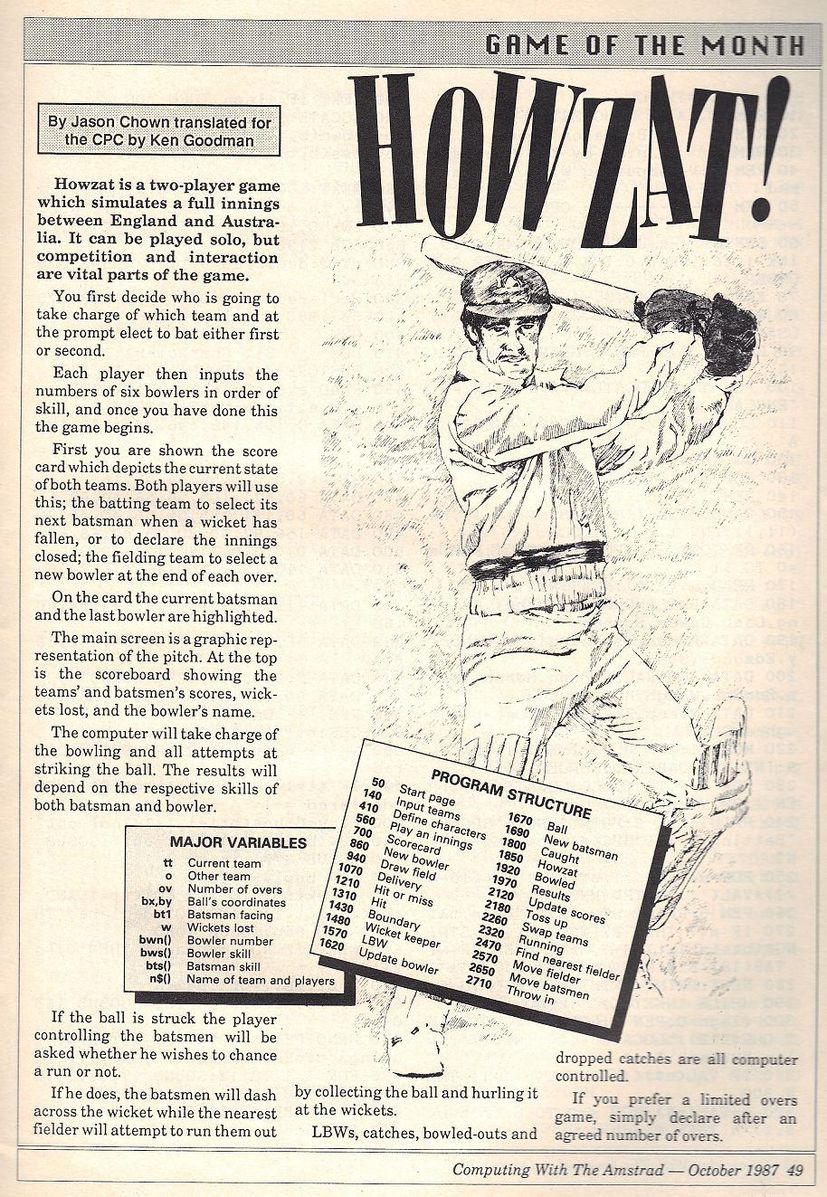 GAME OF THE MONTH
HOWZAT!
By Jason Chown translated for
the CPC by Ken Goodman
Howzat is a two-player game
which simulates a full innings
between England and Austra-
lia. It can be played solo, but
competition and interaction
are vital parts of the game.
You first decide who is going to
take charge of which team and at
the prompt elect to bat either first
or second.
Each player then inputs the
numbers of six bowlers in order of
skill, and once you have done this
the game begins.
First you are shown the score
card which depicts the current state
of both teams. Both players will use
this; the batting team to select its
next batsman when a wicket has
fallen, or to declare the innings
closed; the fielding team to select a
new bowler at the end of each over.
On the card the current batsman
and the last bowler are highlighted.
The main screen is a graphic rep-
resentation of the pitch. At the top
is the scoreboard showing the
teams' and batsmen's scores, wick-
ets lost, and the bowler's name.
The computer will take charge of
the bowling and all attempts at
striking the ball. The results will
depend on the respective skills of
both batsman and bowler.
MAJOR VARIABLES
tt Current team
o Other team
ov Number of overs
bx,by Ball's coordinates
bt1 Batsman facing
w Wickets lost
bwn() Bowler number
bws() Bowler skill
bts() Batsman skill
n$() Name of team and players
PROGRAM STRUCTURE
50 Start page
140 Input teams
410 Define characters
560 Play an innings
700 Scorecard
860 New bowler
940 Draw field
1070 Delivery
1210 Hit or miss
1310 Hit
1430 Boundary
1480 Wicket keeper
1570 LBW
1620 Update bowler
1670 Ball
1690 New batsman
1800 Caught
1850 Howzat
1920 Bowled
1970 Results
2120 Update scores
2180 Toss up
2260 Swap teams
2320 Running
2470 Find nearest fielder
2570 Move fielder
2650 Move batsmen
2710 Throw in
If the ball is struck the player
controlling the batsmen will be
asked whether he wishes to chance
a run or not.
If he does, the batsmen will dash
across the wicket while the nearest
fielder will attempt to run them out
by collecting the ball and hurling it
at the wickets.
LBWs, catches, bowled-outs and
dropped catches are all computer
controlled.
If you prefer a limited overs
game, simply declare after an
agreed number of overs.
Computing With The Amstrad — October 1987 49